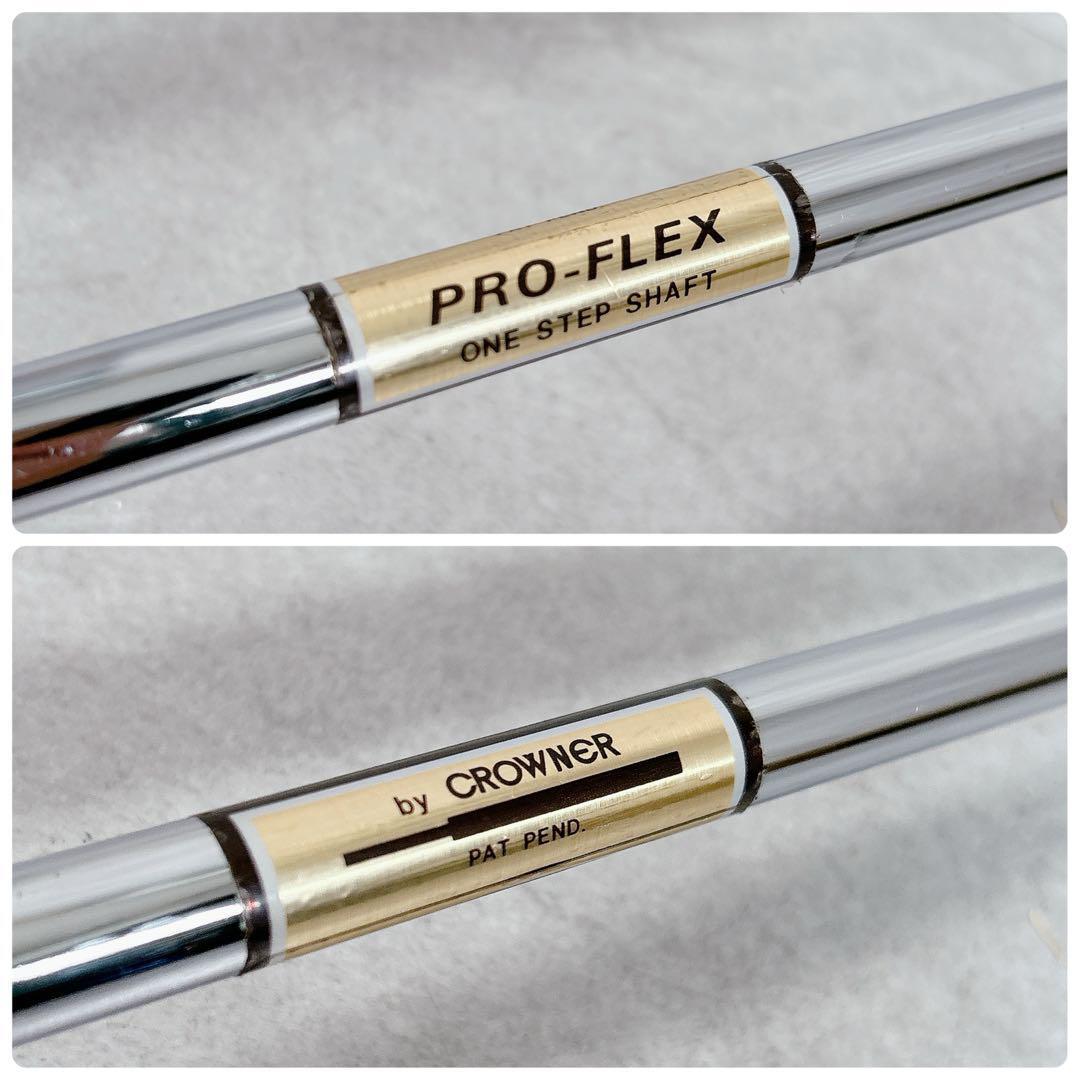 PRO-FLEX
ONE STEP SHAFT
by CROWNER
PAT PEND.